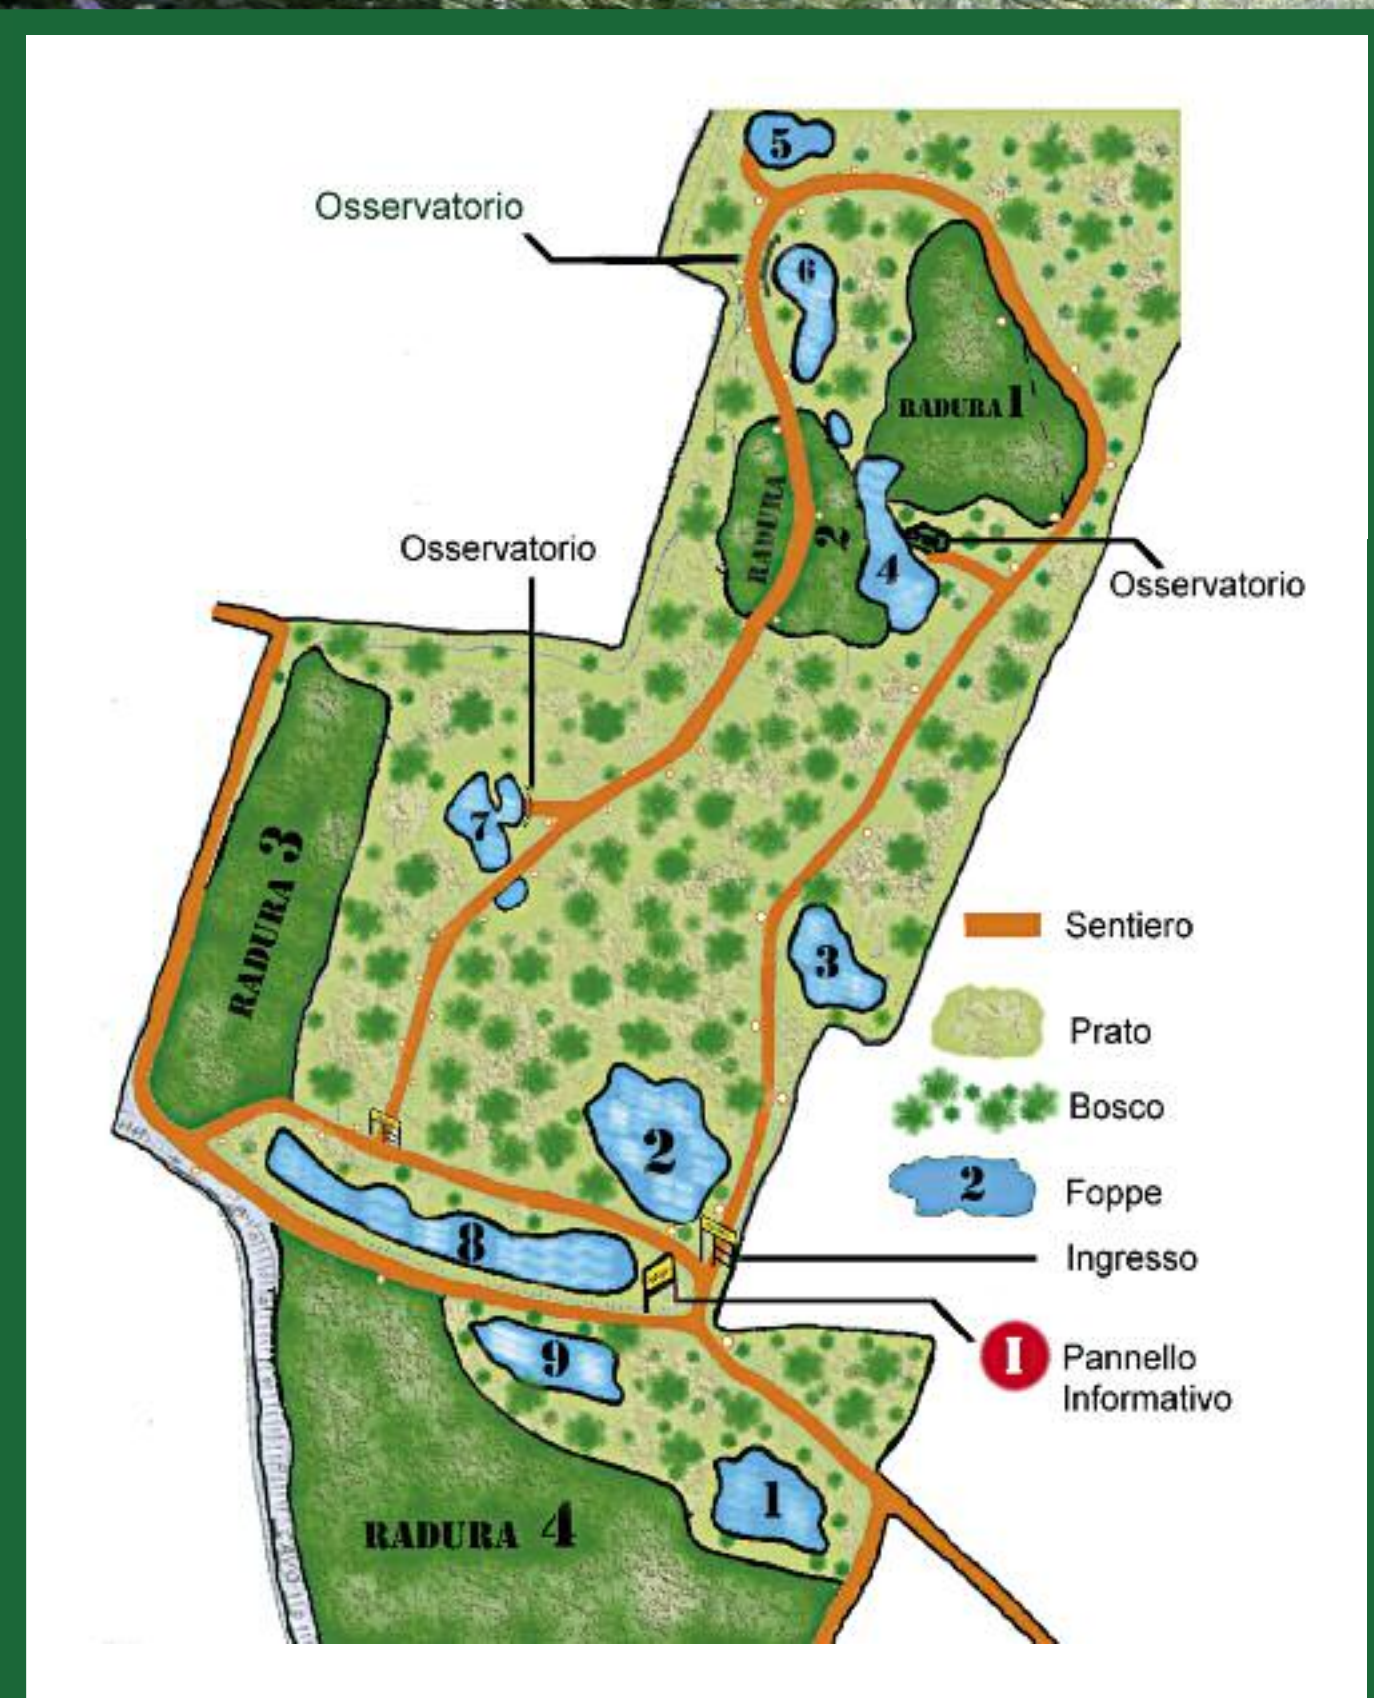 5
Osservatorio
6
RADURA 1
RADURA 2
Osservatorio
4
Osservatorio
7
RADURA 3
3
Sentiero
Prato
Bosco
2
2
Foppe
8
Ingresso
9
I
Pannello
Informativo
1
RADURA 4